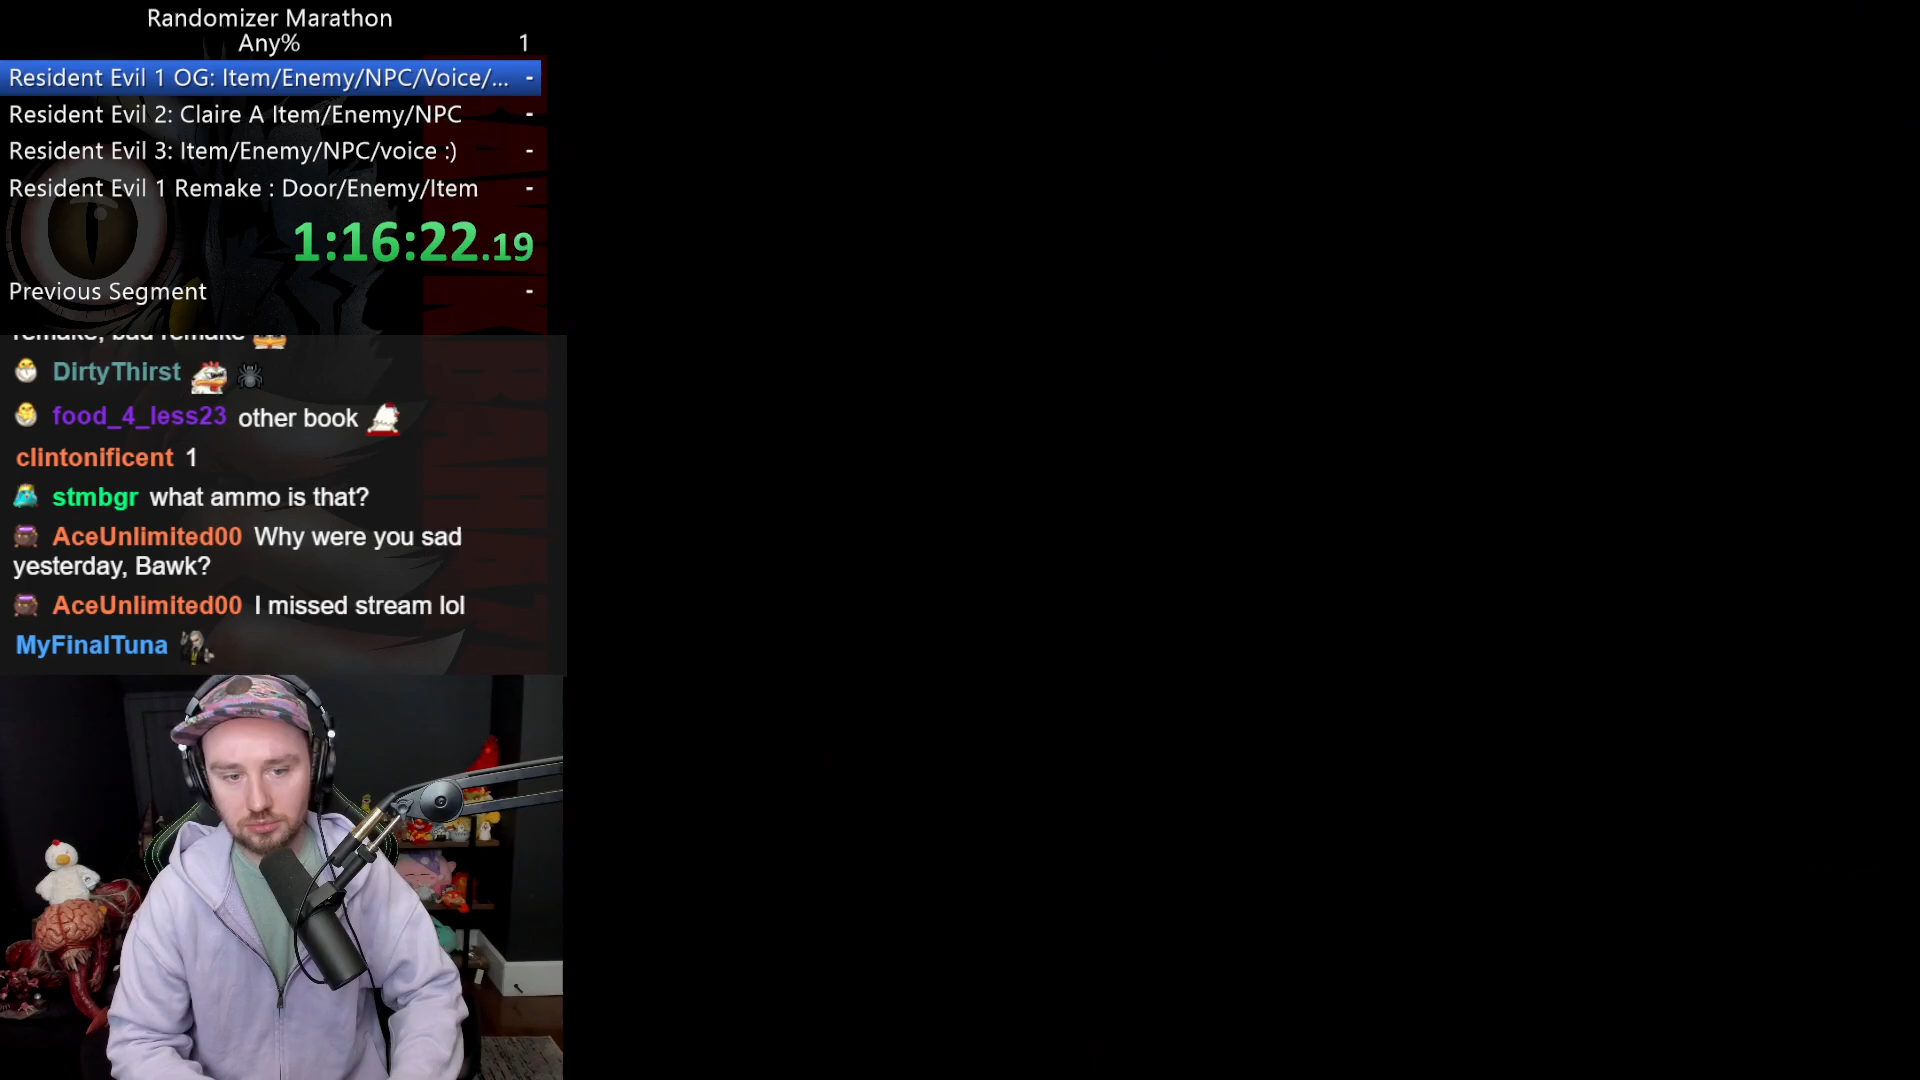 Randomizer Marathon
Any% 1
Resident Evil 1 OG: Item/Enemy/NPC/Voice/... -
Resident Evil 2: Claire A Item/Enemy/NPC -
Resident Evil 3: Item/Enemy/NPC/voice :) -
Resident Evil 1 Remake : Door/Enemy/Item -
1:16:22.19
Previous Segment -
remake, bad remake
DirtyThirst
food_4_less23 other book
clintonificent 1
stmbgr what ammo is that?
AceUnlimited00 Why were you sad
yesterday, Bawk?
AceUnlimited00 I missed stream lol
MyFinalTuna